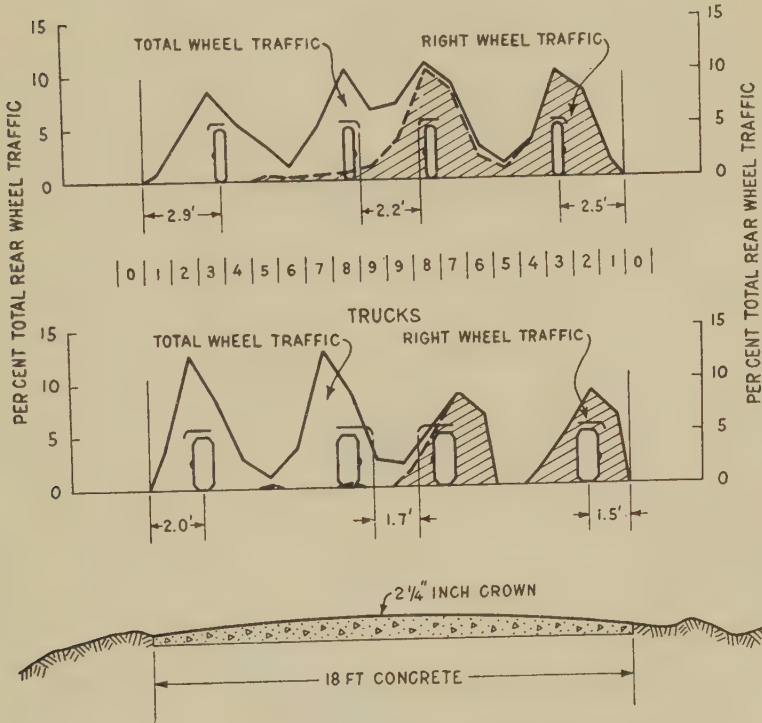 15
10
5
0
PER CENT TOTAL REAR WHEEL TRAFFIC
TOTAL WHEEL TRAFFIC
RIGHT WHEEL TRAFFIC
15
10
5
0
PER CENT TOTAL REAR WHEEL TRAFFIC
2.9'
2.2'
2.5'
0 1 2 3 4 5 6 7 8 9 9 8 7 6 5 4 3 2 1 0
TRUCKS
15
10
5
0
TOTAL WHEEL TRAFFIC
RIGHT WHEEL TRAFFIC
15
10
5
0
2.0'
1.7'
1.5'
2 1/4" INCH CROWN
18 FT CONCRETE